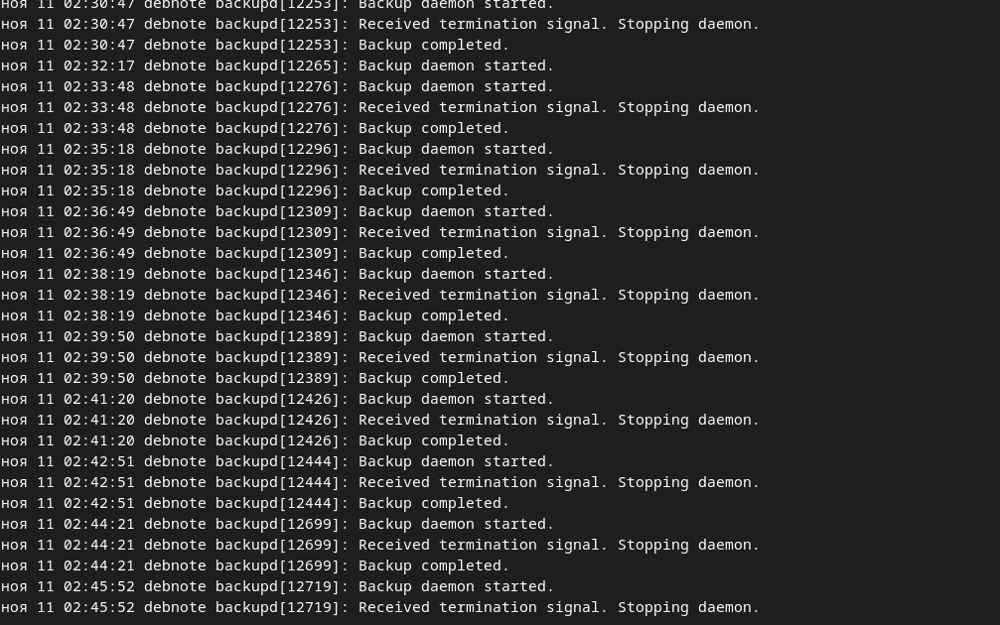 ноя 11 02:30:47 debnote backupd[12253]: Backup daemon started.
ноя 11 02:30:47 debnote backupd[12253]: Received termination signal. Stopping daemon.
ноя 11 02:30:47 debnote backupd[12253]: Backup completed.
ноя 11 02:32:17 debnote backupd[12265]: Backup daemon started.
ноя 11 02:33:48 debnote backupd[12276]: Backup daemon started.
ноя 11 02:33:48 debnote backupd[12276]: Received termination signal. Stopping daemon.
ноя 11 02:33:48 debnote backupd[12276]: Backup completed.
ноя 11 02:35:18 debnote backupd[12296]: Backup daemon started.
ноя 11 02:35:18 debnote backupd[12296]: Received termination signal. Stopping daemon.
ноя 11 02:35:18 debnote backupd[12296]: Backup completed.
ноя 11 02:36:49 debnote backupd[12309]: Backup daemon started.
ноя 11 02:36:49 debnote backupd[12309]: Received termination signal. Stopping daemon.
ноя 11 02:36:49 debnote backupd[12309]: Backup completed.
ноя 11 02:38:19 debnote backupd[12346]: Backup daemon started.
ноя 11 02:38:19 debnote backupd[12346]: Received termination signal. Stopping daemon.
ноя 11 02:38:19 debnote backupd[12346]: Backup completed.
ноя 11 02:39:50 debnote backupd[12389]: Backup daemon started.
ноя 11 02:39:50 debnote backupd[12389]: Received termination signal. Stopping daemon.
ноя 11 02:39:50 debnote backupd[12389]: Backup completed.
ноя 11 02:41:20 debnote backupd[12426]: Backup daemon started.
ноя 11 02:41:20 debnote backupd[12426]: Received termination signal. Stopping daemon.
ноя 11 02:41:20 debnote backupd[12426]: Backup completed.
ноя 11 02:42:51 debnote backupd[12444]: Backup daemon started.
ноя 11 02:42:51 debnote backupd[12444]: Received termination signal. Stopping daemon.
ноя 11 02:42:51 debnote backupd[12444]: Backup completed.
ноя 11 02:44:21 debnote backupd[12699]: Backup daemon started.
ноя 11 02:44:21 debnote backupd[12699]: Received termination signal. Stopping daemon.
ноя 11 02:44:21 debnote backupd[12699]: Backup completed.
ноя 11 02:45:52 debnote backupd[12719]: Backup daemon started.
ноя 11 02:45:52 debnote backupd[12719]: Received termination signal. Stopping daemon.